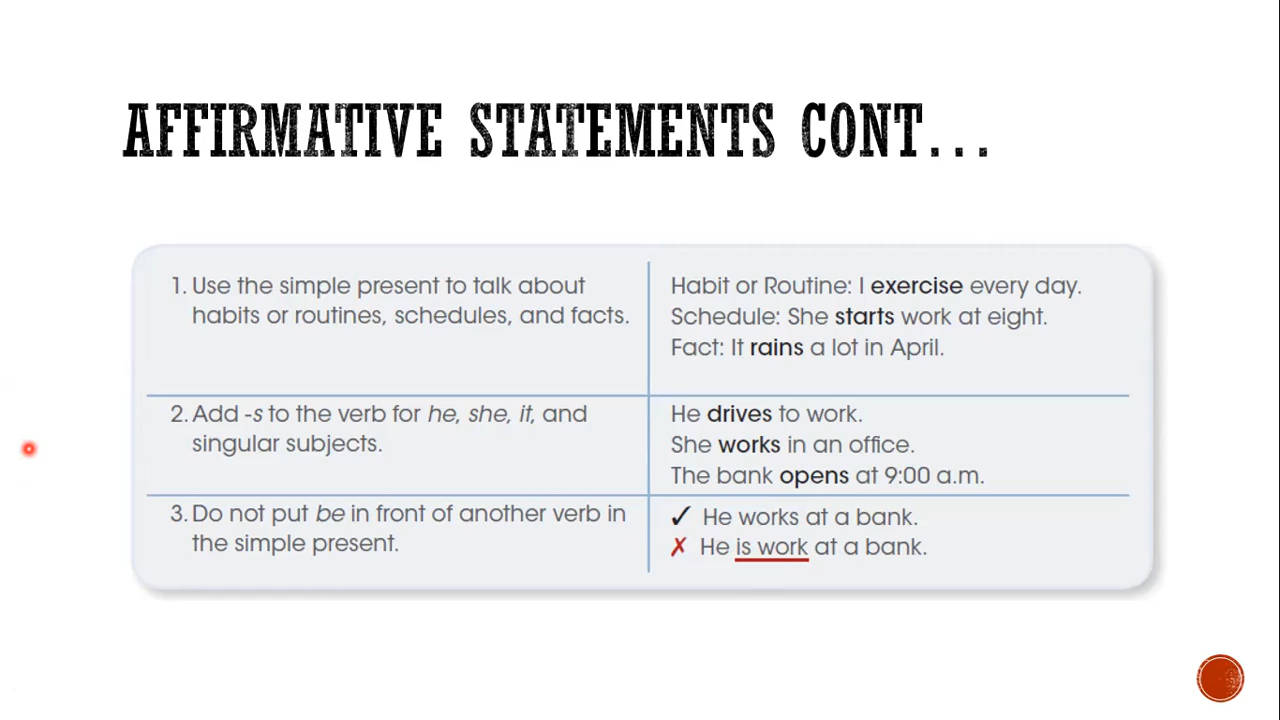 AFFIRMATIVE STATEMENTS CONT...
1. Use the simple present to talk about
habits or routines, schedules, and facts.
Habit or Routine: I exercise every day.
Schedule: She starts work at eight.
Fact: It rains a lot in April.
2. Add -s to the verb for he, she, it, and
singular subjects.
He drives to work.
She works in an office.
The bank opens at 9:00 a.m.
3. Do not put be in front of another verb in
the simple present.
✓ He works at a bank.
✗ He is work at a bank.